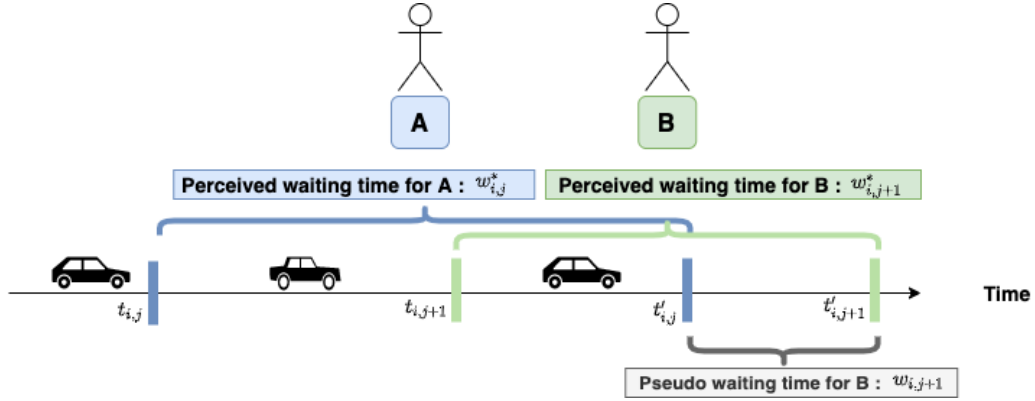 A
B
Perceived waiting time for A : w*i,j
Perceived waiting time for B : w*i,j+1
ti,j
ti,j+1
t′i,j
t′i,j+1
Time
Pseudo waiting time for B : wi,j+1